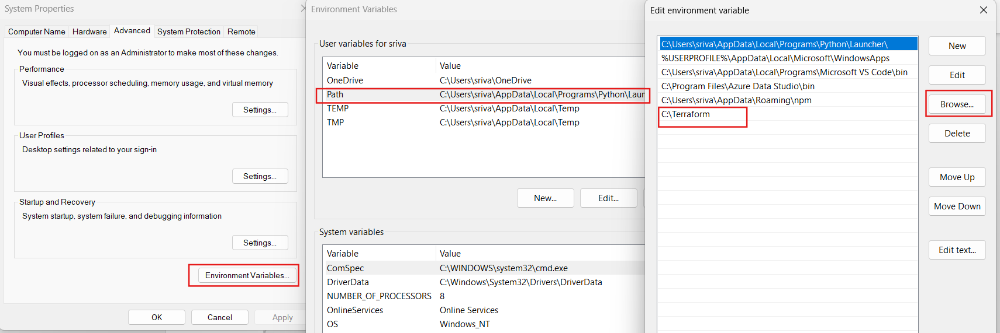 System Properties
Computer Name
Hardware
Advanced
System Protection
Remote
You must be logged on as an Administrator to make most of these changes.
Performance
Visual effects, processor scheduling, memory usage, and virtual memory
Settings...
User Profiles
Desktop settings related to your sign-in
Settings...
Startup and Recovery
System startup, system failure, and debugging information
Settings...
Environment Variables...
OK
Cancel
Apply
Environment Variables
User variables for sriva
Variable
Value
OneDrive
C:\Users\sriva\OneDrive
Path
C:\Users\sriva\AppData\Local\Programs\Python\Laun
TEMP
C:\Users\sriva\AppData\Local\Temp
TMP
C:\Users\sriva\AppData\Local\Temp
New...
Edit...
System variables
Variable
Value
ComSpec
C:\WINDOWS\system32\cmd.exe
DriverData
C:\Windows\System32\Drivers\DriverData
NUMBER_OF_PROCESSORS
8
OnlineServices
Online Services
OS
Windows_NT
Edit environment variable
C:\Users\sriva\AppData\Local\Programs\Python\Launcher\
%USERPROFILE%\AppData\Local\Microsoft\WindowsApps
C:\Users\sriva\AppData\Local\Programs\Microsoft VS Code\bin
C:\Program Files\Azure Data Studio\bin
C:\Users\sriva\AppData\Roaming\npm
C:\Terraform
New
Edit
Browse...
Delete
Move Up
Move Down
Edit text...